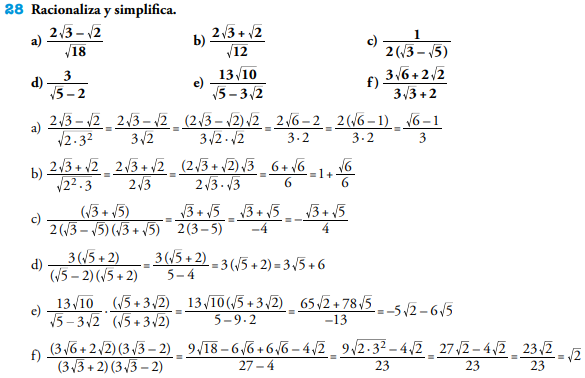 28 Racionaliza y simplifica.
a) (2√3 – √2)/√18 b) (2√3 + √2)/√12 c) 1/(2(√3 – √5))
d) 3/(√5 – 2) e) 13√10/(√5 – 3√2) f) (3√6 + 2√2)/(3√3 + 2)
a) (2√3 – √2)/√(2 · 3²) = (2√3 – √2)/(3√2) = ((2√3 – √2)√2)/(3√2 · √2) = (2√6 – 2)/(3 · 2) = (2(√6 – 1))/(3 · 2) = (√6 – 1)/3
b) (2√3 + √2)/√(2² · 3) = (2√3 + √2)/(2√3) = ((2√3 + √2)√3)/(2√3 · √3) = (6 + √6)/6 = 1 + √6/6
c) (√3 + √5)/(2(√3 – √5)(√3 + √5)) = (√3 + √5)/(2(3 – 5)) = (√3 + √5)/(–4) = – (√3 + √5)/4
d) (3(√5 + 2))/((√5 – 2)(√5 + 2)) = (3(√5 + 2))/(5 – 4) = 3(√5 + 2) = 3√5 + 6
e) 13√10/(√5 – 3√2) · (√5 + 3√2)/(√5 + 3√2) = (13√10(√5 + 3√2))/(5 – 9 · 2) = (65√2 + 78√5)/(–13) = –5√2 – 6√5
f) ((3√6 + 2√2)(3√3 – 2))/((3√3 + 2)(3√3 – 2)) = (9√18 – 6√6 + 6√6 – 4√2)/(27 – 4) = (9√(2 · 3²) – 4√2)/23 = (27√2 – 4√2)/23 = 23√2/23 = √2